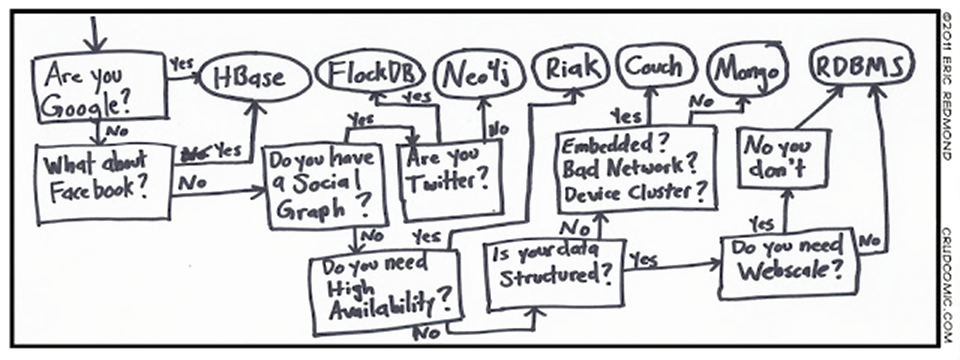 Are you
Google?
Yes
HBase
FlockDB
Neo4j
Riak
Couch
Mongo
RDBMS
No
What about
Facebook?
No Yes
No
Do you have
a Social
Graph?
Yes
Are you
Twitter?
Yes
No
No
Do you need
High
Availability?
Yes
No
Is your data
Structured?
No
Yes
Embedded?
Bad Network?
Device Cluster?
Yes
No
Do you need
Webscale?
Yes
No
No you
don't
©2011 ERIC REDMOND
CRUDCOMIC.COM